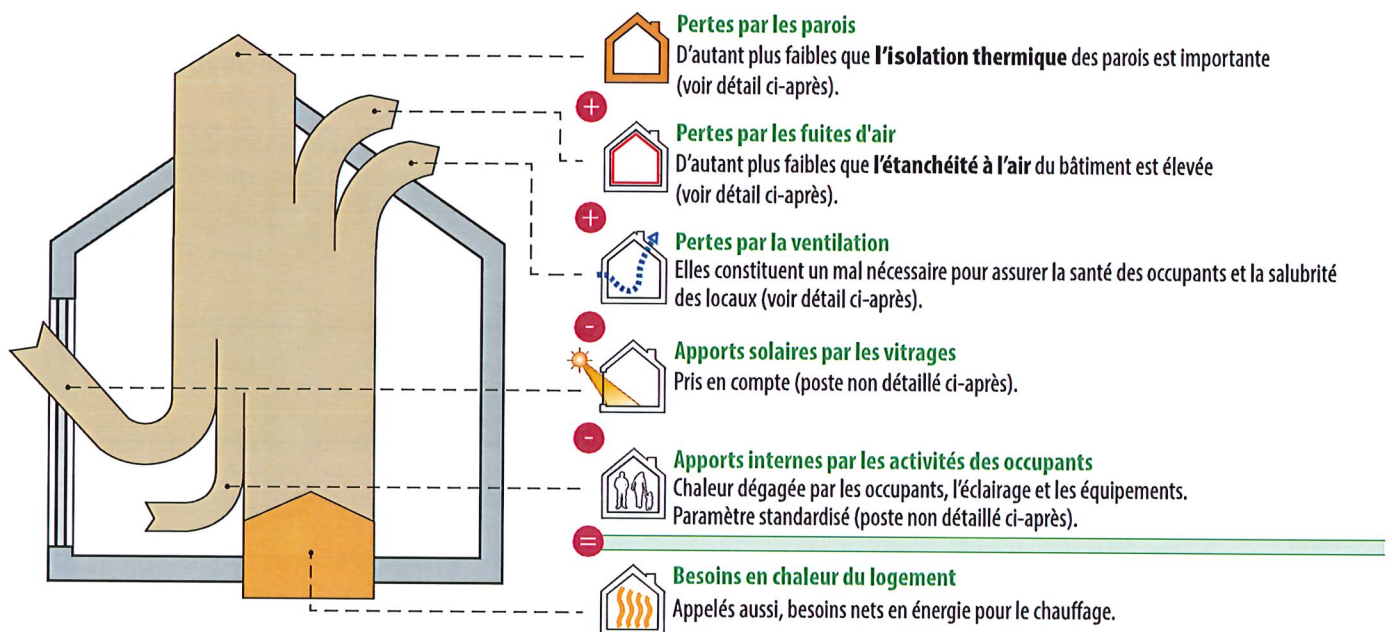 Pertes par les parois
D'autant plus faibles que l'isolation thermique des parois est importante
(voir détail ci-après).
+
Pertes par les fuites d'air
D'autant plus faibles que l'étanchéité à l'air du bâtiment est élevée
(voir détail ci-après).
+
Pertes par la ventilation
Elles constituent un mal nécessaire pour assurer la santé des occupants et la salubrité
des locaux (voir détail ci-après).
-
Apports solaires par les vitrages
Pris en compte (poste non détaillé ci-après).
-
Apports internes par les activités des occupants
Chaleur dégagée par les occupants, l'éclairage et les équipements.
Paramètre standardisé (poste non détaillé ci-après).
=
Besoins en chaleur du logement
Appelés aussi, besoins nets en énergie pour le chauffage.